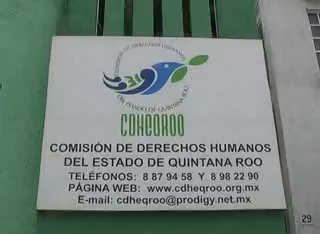 COMISIÓN DE DERECHOS HUMANOS
DEL ESTADO DE QUINTANA ROO
CDHEQROO
COMISIÓN DE DERECHOS HUMANOS
DEL ESTADO DE QUINTANA ROO
TELÉFONOS: 8 87 94 58 Y 8 98 22 90
PÁGINA WEB: www.cdheqroo.org.mx
E-mail: cdheqroo@prodigy.net.mx
29